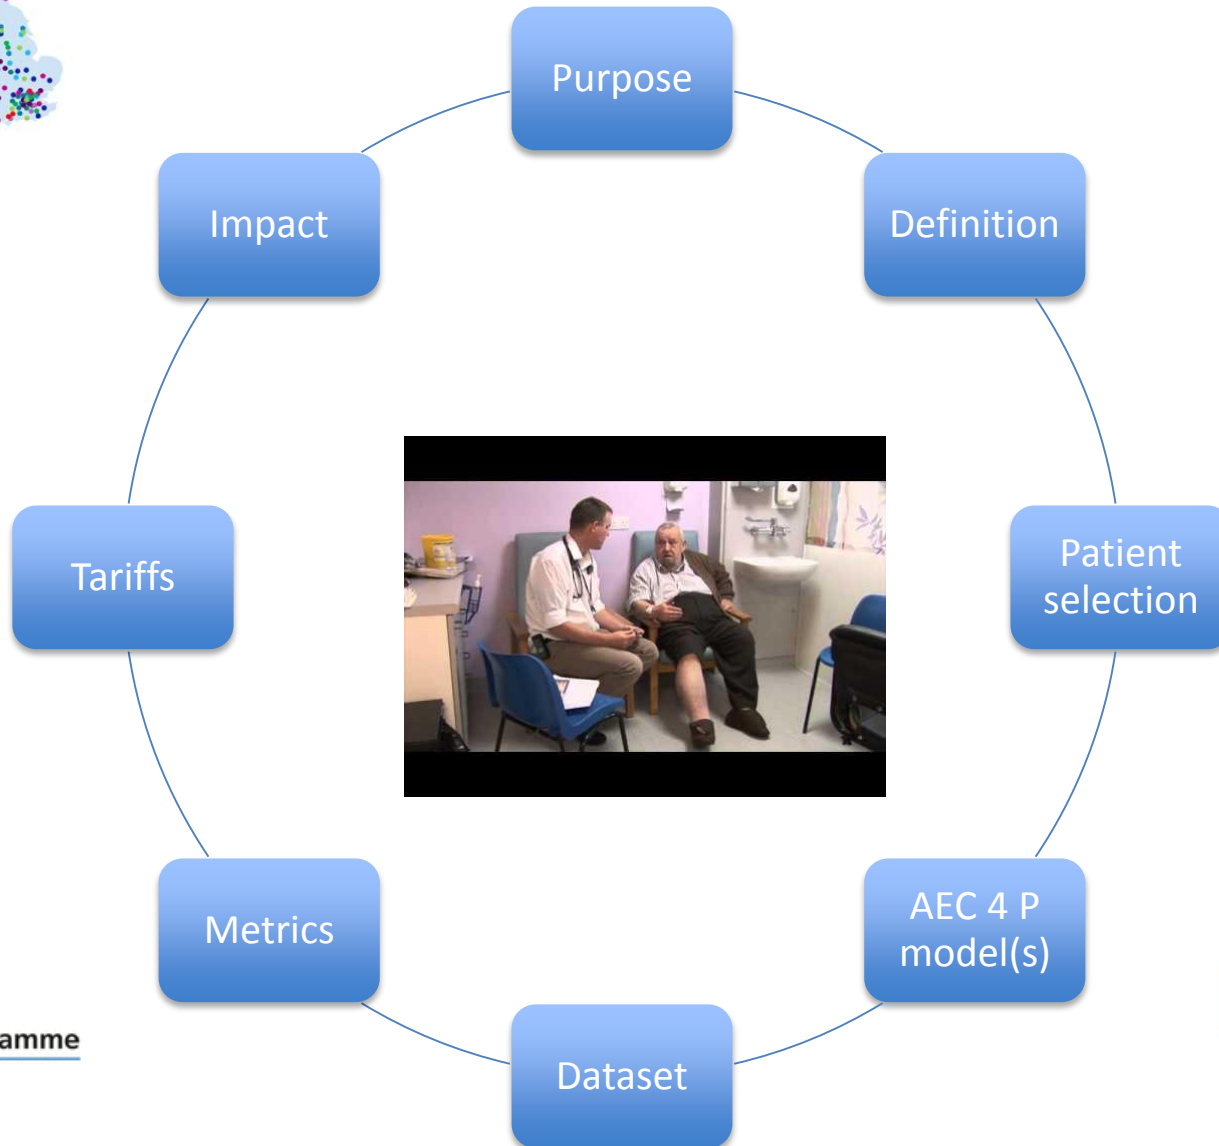 Purpose
Definition
Patient
selection
AEC 4 P
model(s)
Dataset
Metrics
Tariffs
Impact
amme